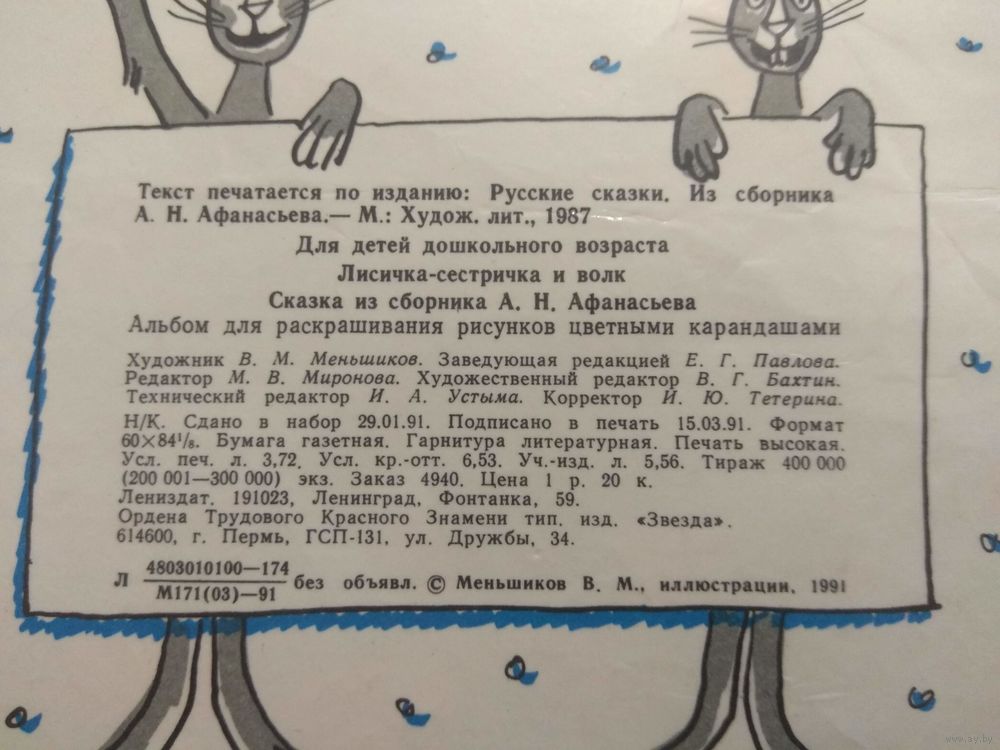 Текст печатается по изданию: Русские сказки. Из сборника
А. Н. Афанасьева.— М.: Худож. лит., 1987
Для детей дошкольного возраста
Лисичка-сестричка и волк
Сказка из сборника А. Н. Афанасьева
Альбом для раскрашивания рисунков цветными карандашами
Художник В. М. Меньшиков. Заведующая редакцией Е. Г. Павлова.
Редактор М. В. Миронова. Художественный редактор В. Г. Бахтин.
Технический редактор И. А. Устыма. Корректор И. Ю. Тетерина.
Н/К. Сдано в набор 29.01.91. Подписано в печать 15.03.91. Формат
60×84¹/₈. Бумага газетная. Гарнитура литературная. Печать высокая.
Усл. печ. л. 3,72. Усл. кр.-отт. 6,53. Уч.-изд. л. 5,56. Тираж 400 000
(200 001—300 000) экз. Заказ 4940. Цена 1 р. 20 к.
Лениздат, 191023, Ленинград, Фонтанка, 59.
Ордена Трудового Красного Знамени тип. изд. «Звезда».
614600, г. Пермь, ГСП-131, ул. Дружбы, 34.
Л 4803010100—174 / М171(03)—91 без объявл. © Меньшиков В. М., иллюстрации, 1991
www.ay.by